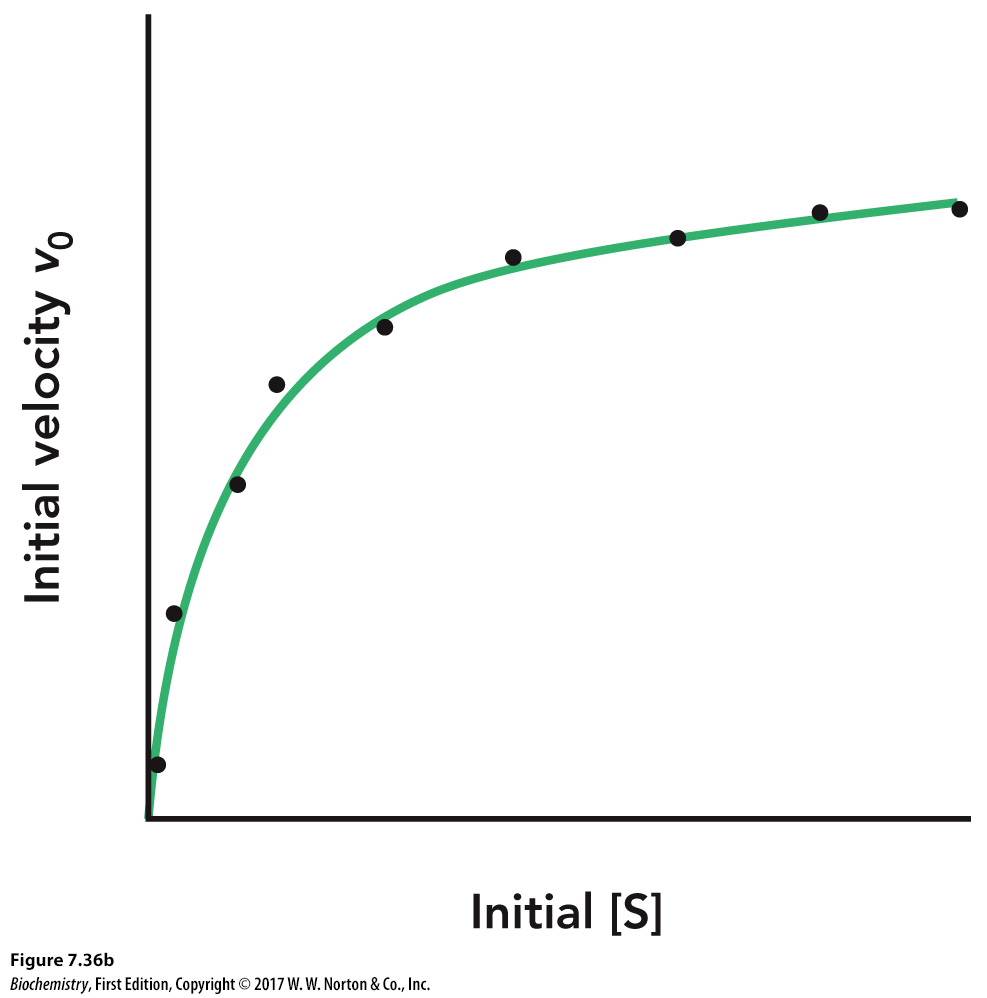 Initial velocity v0
Initial [S]
Figure 7.36b
Biochemistry, First Edition, Copyright © 2017 W. W. Norton & Co., Inc.